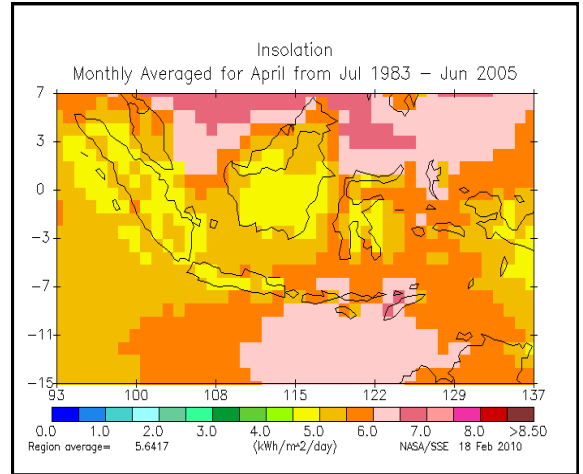 Insolation
Monthly Averaged for April from Jul 1983 - Jun 2005
7
3
0
-3
-7
-11
-15
93 100 108 115 122 129 137
0.0 1.0 2.0 3.0 4.0 5.0 6.0 7.0 8.0 >8.50
Region average= 5.6417 (kWh/m^2/day) NASA/SSE 18 Feb 2010